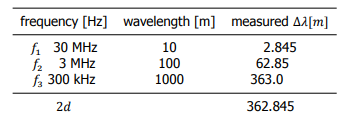 frequency [Hz] wavelength [m] measured Δλ[m]
f₁ 30 MHz 10 2.845
f₂ 3 MHz 100 62.85
f₃ 300 kHz 1000 363.0
2d 362.845